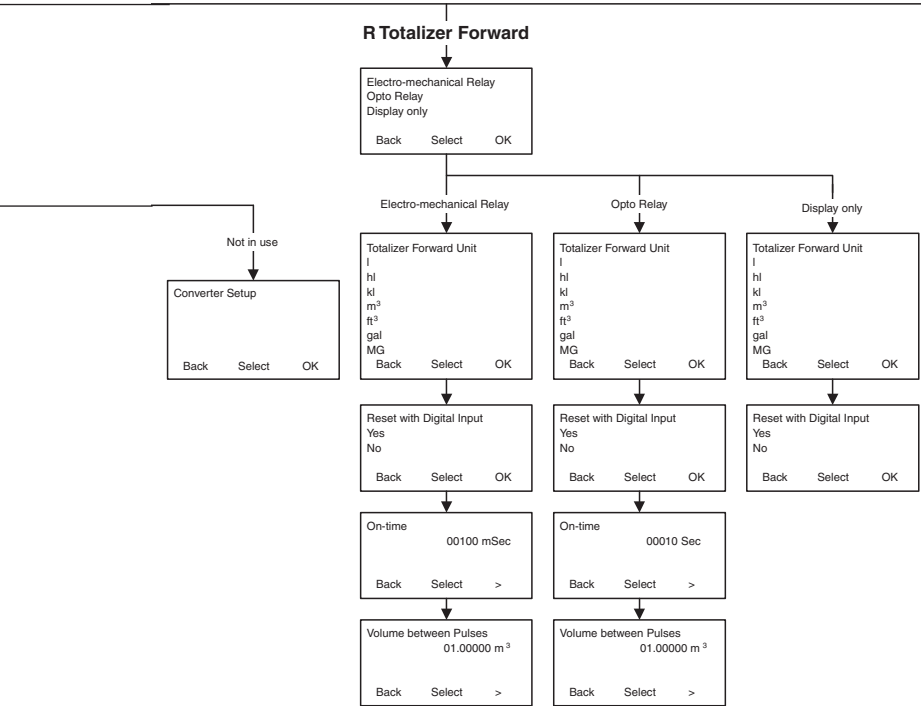 R Totalizer Forward
Electro-mechanical Relay
Opto Relay
Display only
Back Select OK
Electro-mechanical Relay
Opto Relay
Display only
Not in use
Converter Setup
Back Select OK
Totalizer Forward Unit
l
hl
kl
m³
ft³
gal
MG
Back Select OK
Totalizer Forward Unit
l
hl
kl
m³
ft³
gal
MG
Back Select OK
Totalizer Forward Unit
l
hl
kl
m³
ft³
gal
MG
Back Select OK
Reset with Digital Input
Yes
No
Back Select OK
Reset with Digital Input
Yes
No
Back Select OK
Reset with Digital Input
Yes
No
Back Select OK
On-time
00100 mSec
Back Select >
On-time
00010 Sec
Back Select >
Volume between Pulses
01.00000 m³
Back Select >
Volume between Pulses
01.00000 m³
Back Select >